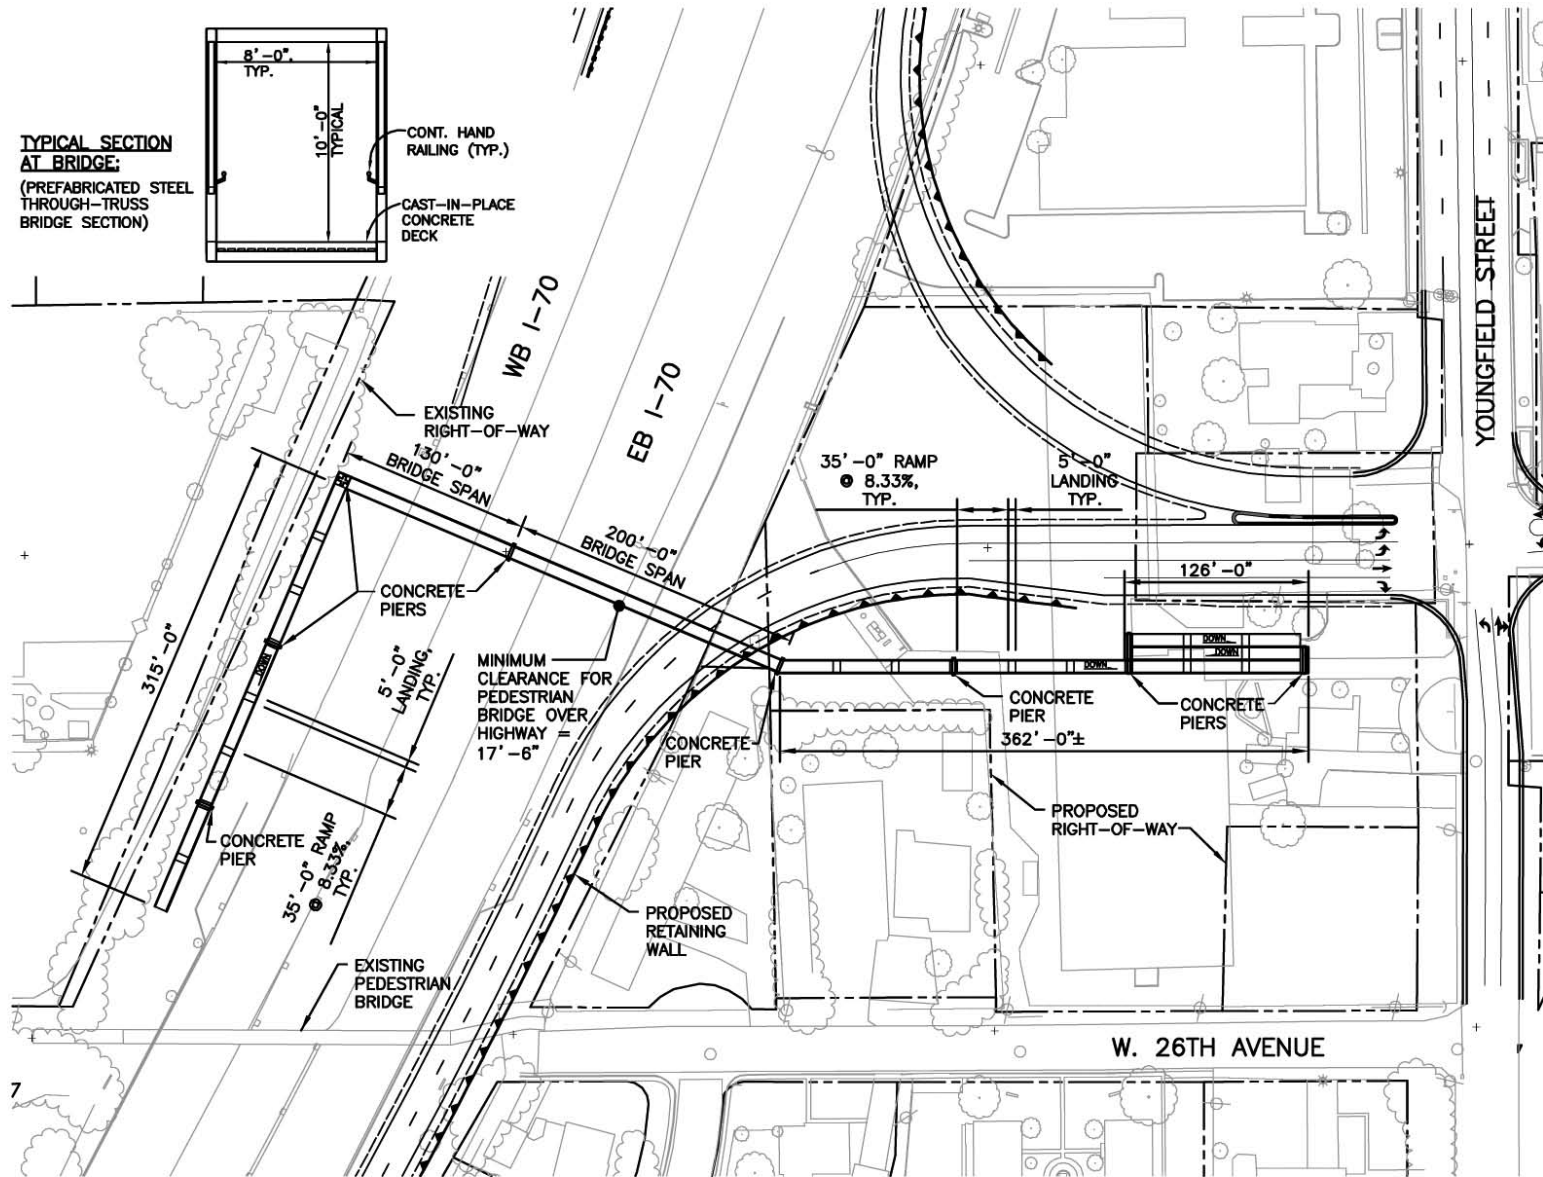 8'-0".
TYP.
10'-0"
TYPICAL
TYPICAL SECTION
AT BRIDGE:
(PREFABRICATED STEEL
THROUGH-TRUSS
BRIDGE SECTION)
CONT. HAND
RAILING (TYP.)
CAST-IN-PLACE
CONCRETE
DECK
WB I-70
EB I-70
YOUNGFIELD STREET
EXISTING
RIGHT-OF-WAY
130'-0"
BRIDGE SPAN
200'-0"
BRIDGE SPAN
35'-0" RAMP
@ 8.33%,
TYP.
5'-0"
LANDING
TYP.
126'-0"
CONCRETE
PIERS
315'-0"
DOWN
5'-0"
LANDING,
TYP.
MINIMUM
CLEARANCE FOR
PEDESTRIAN
BRIDGE OVER
HIGHWAY =
17'-6"
DOWN
DOWN
DOWN
CONCRETE
PIER
CONCRETE
PIERS
CONCRETE
PIER
362'-0"±
CONCRETE
PIER
35'-0" RAMP
@ 8.33%,
TYP.
PROPOSED
RIGHT-OF-WAY
PROPOSED
RETAINING
WALL
EXISTING
PEDESTRIAN
BRIDGE
W. 26TH AVENUE
7